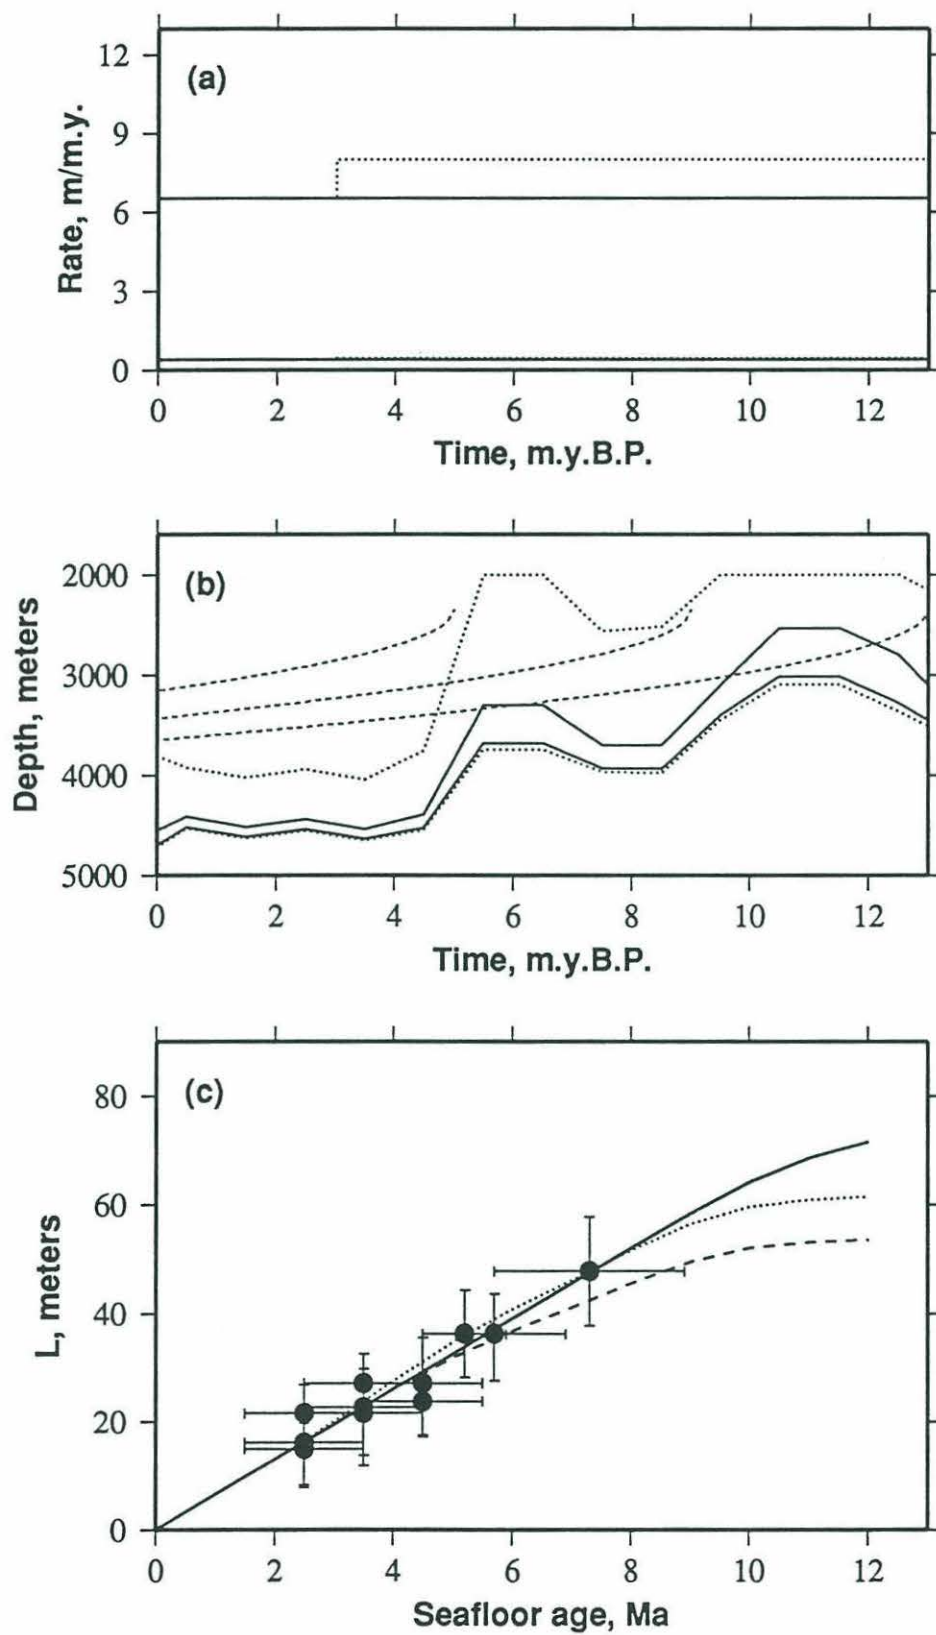 (a)
12
9
6
3
0
Rate, m/m.y.
0 2 4 6 8 10 12
Time, m.y.B.P.
(b)
2000
3000
4000
5000
Depth, meters
0 2 4 6 8 10 12
Time, m.y.B.P.
(c)
80
60
40
20
0
L, meters
0 2 4 6 8 10 12
Seafloor age, Ma